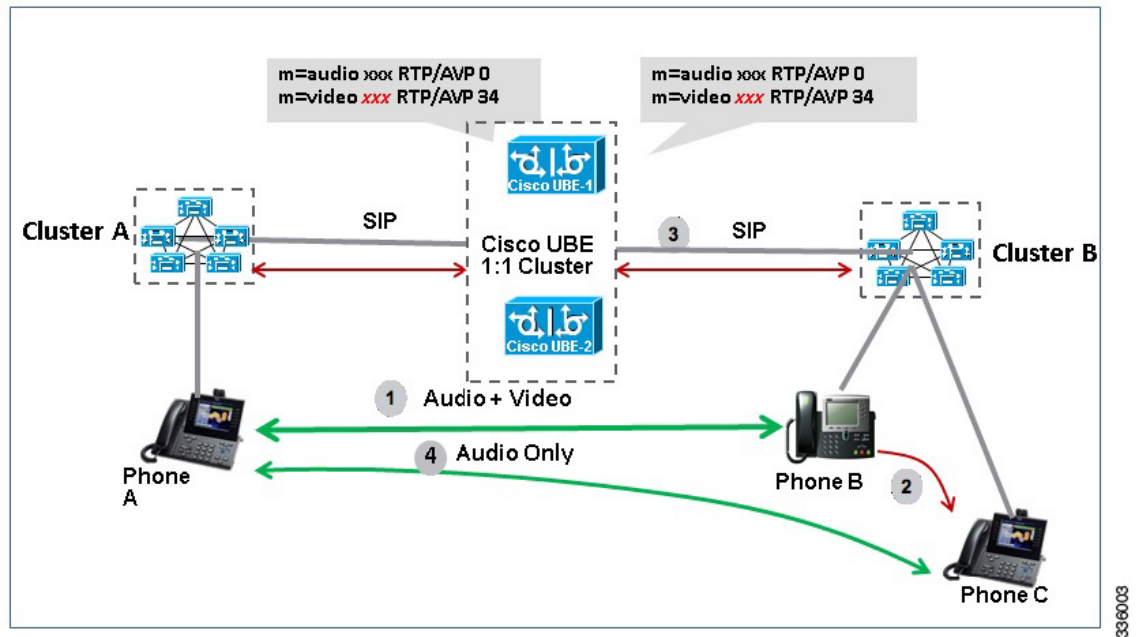 m=audio xxx RTP/AVP 0
m=video xxx RTP/AVP 34
m=audio xxx RTP/AVP 0
m=video xxx RTP/AVP 34
Cisco UBE-1
Cluster A
SIP
Cisco UBE
1:1 Cluster
3
SIP
Cluster B
Cisco UBE-2
1
Audio + Video
4
Audio Only
Phone
A
Phone B
2
Phone C
336003